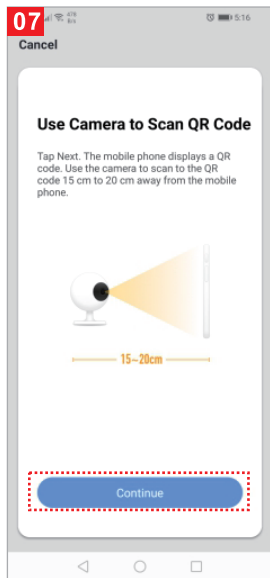 07
5:16
Cancel
Use Camera to Scan QR Code
Tap Next. The mobile phone displays a QR
code. Use the camera to scan to the QR
code 15 cm to 20 cm away from the mobile
phone.
15~20cm
Continue